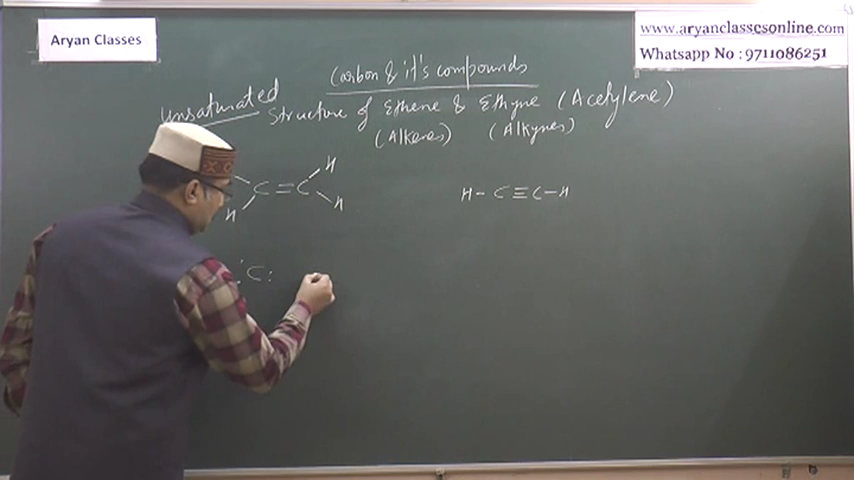 Aryan Classes
www.aryanclassesonline.com
Whatsapp No : 9711086251
Carbon & it's compounds
Unsaturated
Structure of Ethene & Ethyne (Acetylene)
(Alkenes) (Alkynes)
H
C = C
H H
H - C ≡ C - H
C: